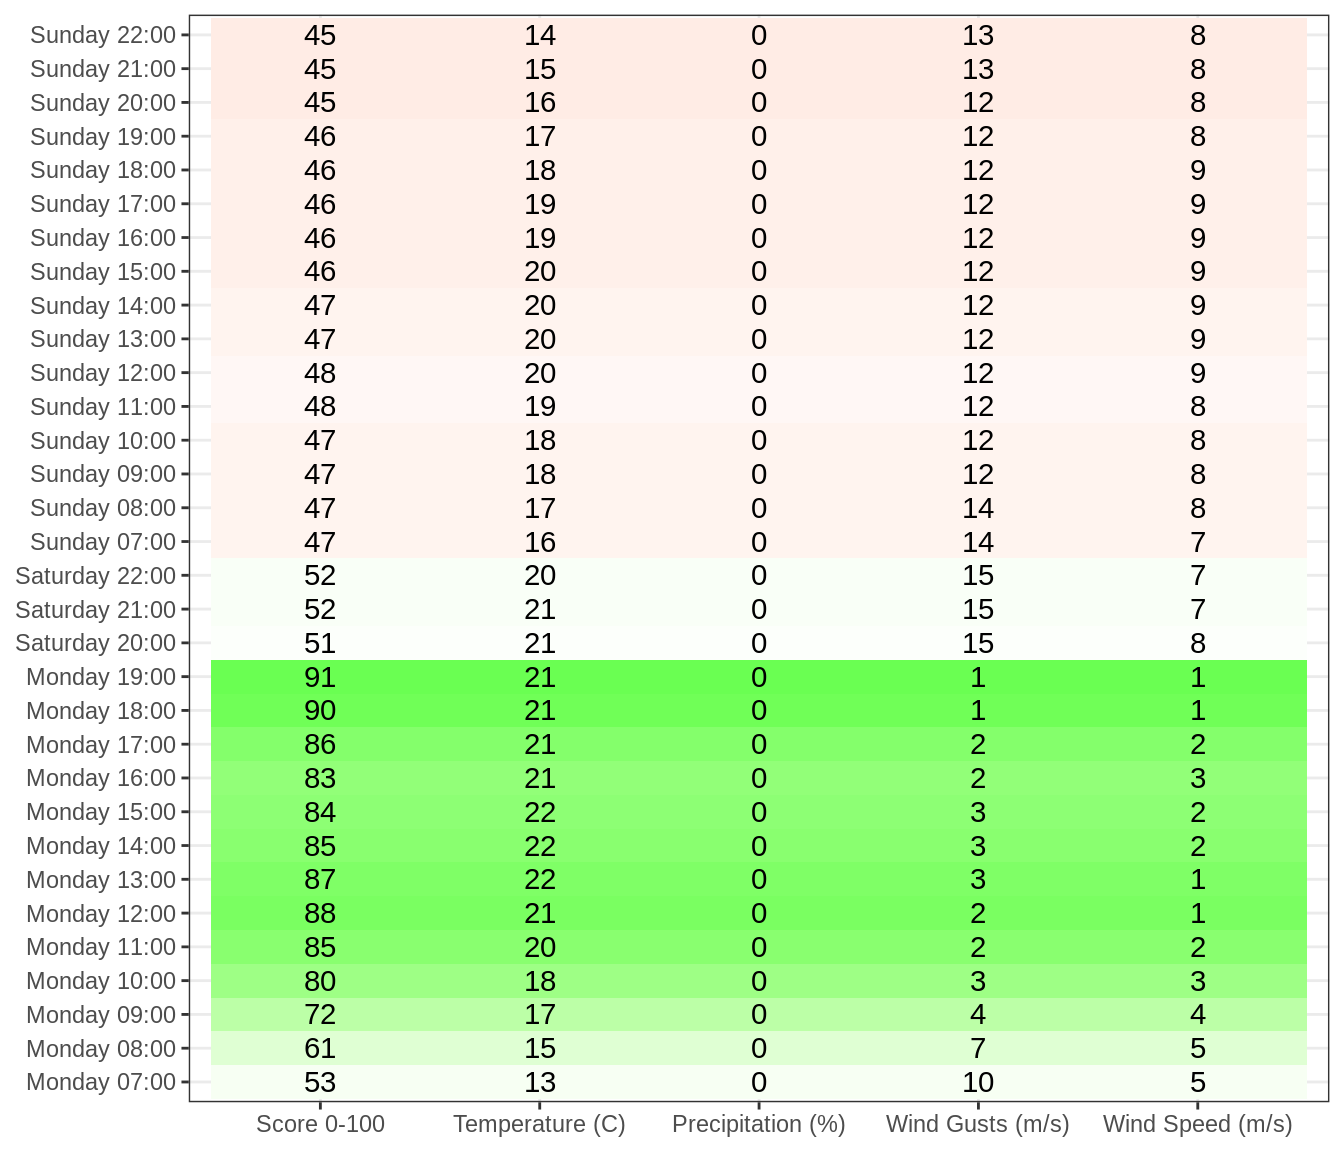 Sunday 22:00 45 14 0 13 8
Sunday 21:00 45 15 0 13 8
Sunday 20:00 45 16 0 12 8
Sunday 19:00 46 17 0 12 8
Sunday 18:00 46 18 0 12 9
Sunday 17:00 46 19 0 12 9
Sunday 16:00 46 19 0 12 9
Sunday 15:00 46 20 0 12 9
Sunday 14:00 47 20 0 12 9
Sunday 13:00 47 20 0 12 9
Sunday 12:00 48 20 0 12 9
Sunday 11:00 48 19 0 12 8
Sunday 10:00 47 18 0 12 8
Sunday 09:00 47 18 0 12 8
Sunday 08:00 47 17 0 14 8
Sunday 07:00 47 16 0 14 7
Saturday 22:00 52 20 0 15 7
Saturday 21:00 52 21 0 15 7
Saturday 20:00 51 21 0 15 8
Monday 19:00 91 21 0 1 1
Monday 18:00 90 21 0 1 1
Monday 17:00 86 21 0 2 2
Monday 16:00 83 21 0 2 3
Monday 15:00 84 22 0 3 2
Monday 14:00 85 22 0 3 2
Monday 13:00 87 22 0 3 1
Monday 12:00 88 21 0 2 1
Monday 11:00 85 20 0 2 2
Monday 10:00 80 18 0 3 3
Monday 09:00 72 17 0 4 4
Monday 08:00 61 15 0 7 5
Monday 07:00 53 13 0 10 5
Score 0-100 Temperature (C) Precipitation (%) Wind Gusts (m/s) Wind Speed (m/s)